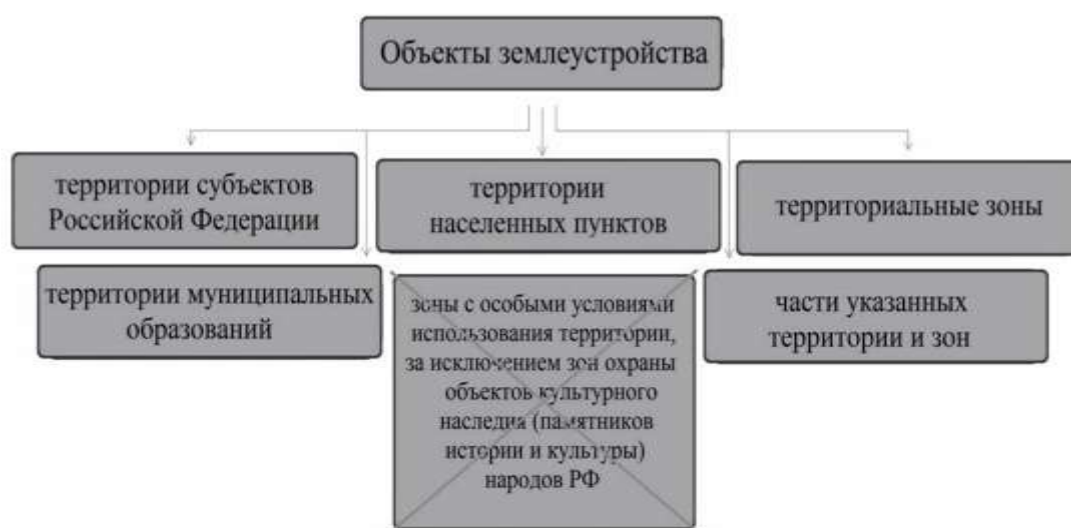 Объекты землеустройства
территории субъектов
Российской Федерации
территории
населенных пунктов
территориальные зоны
территории муниципальных
образований
зоны с особыми условиями
использования территории,
за исключением зон охраны
объектов культурного
наследия (памятников
истории и культуры)
народов РФ
части указанных
территории и зон